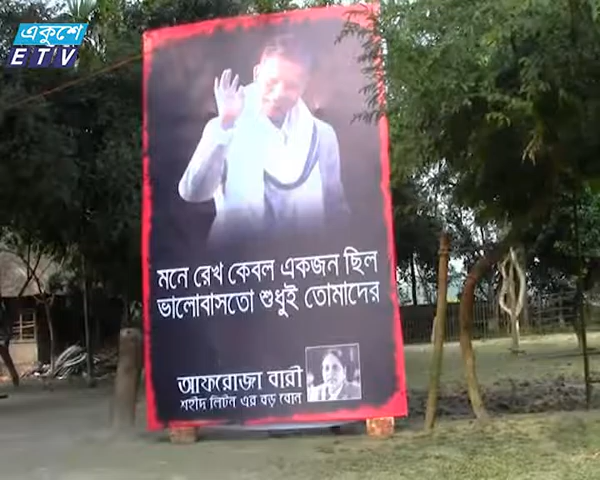 একুশে
ETV
মনে রেখ কেবল একজন ছিল
ভালোবাসতো শুধুই তোমাদের
আফরোজা বারী
শহীদ লিটন এর বড় বোন